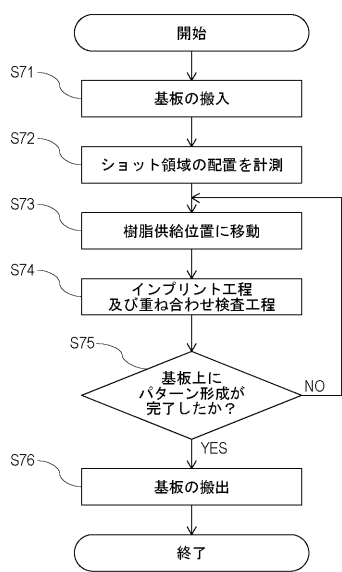 開始
S71
基板の搬入
S72
ショット領域の配置を計測
S73
樹脂供給位置に移動
S74
インプリント工程
及び重ね合わせ検査工程
S75
基板上に
パターン形成が
完了したか?
NO
YES
S76
基板の搬出
終了